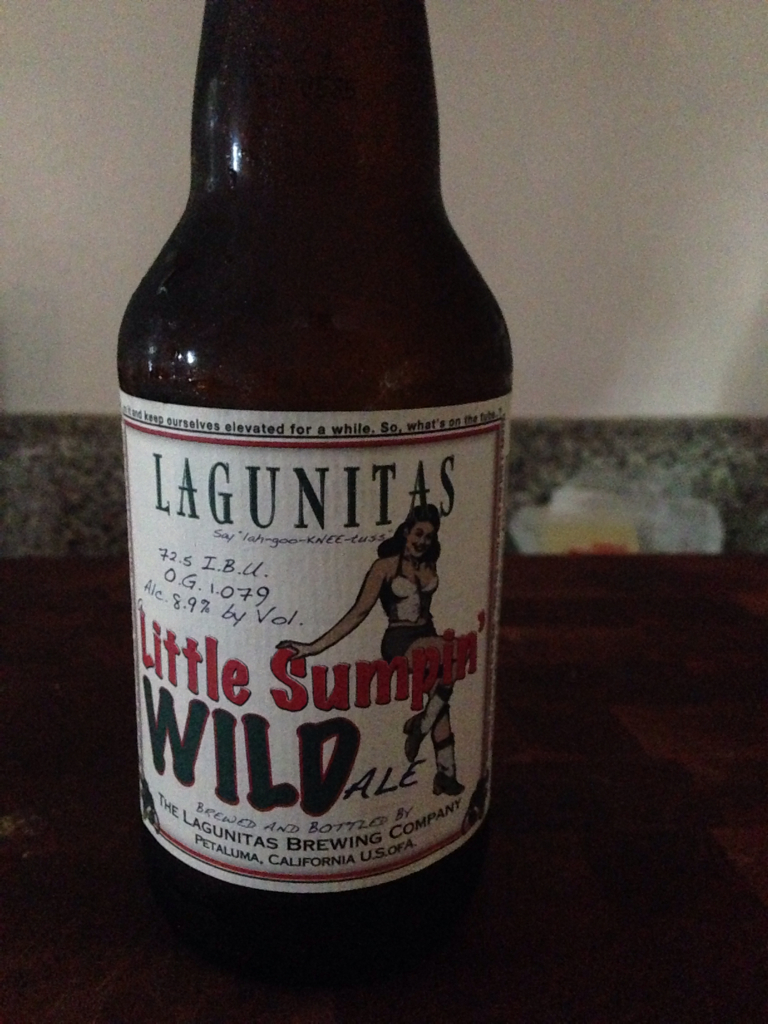 it and keep ourselves elevated for a while. So, what's on the tube..?
LAGUNITAS
Say "lah-goo-KNEE-tuss"
72.5 I.B.U.
O.G. 1.079
Alc. 8.9% by Vol.
a Little Sumpin'
WILD ALE
BREWED AND BOTTLED BY
THE LAGUNITAS BREWING COMPANY
PETALUMA, CALIFORNIA U.S.OFA.